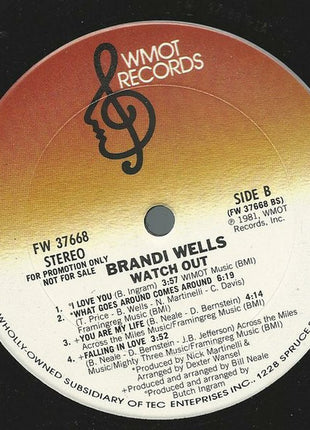 WMOT
RECORDS
FW 37668
STEREO
FOR PROMOTION ONLY
NOT FOR SALE
SIDE B
(FW 37668 BS)
℗ 1981, WMOT
Records, Inc.
BRANDI WELLS
WATCH OUT
1 - *I LOVE YOU (B. Ingram) 3:57 WIMOT Music (BMI)
2 - *WHAT GOES AROUND COMES AROUND 6:19
(T. Price - B. Wells - N. Martinelli - C. Davis)
Framingreg Music (BMI)
3 - +YOU ARE MY LIFE (B. Neale - D. Bernstein) 4:14
Across the Miles Music/Framingreg Music (BMI)
4 - +FALLING IN LOVE 3:52
(B. Neale - D. Bernstein - J.B. Jefferson) Across the Miles
Music/Mighty Three Music/Framingreg Music (BMI)
*Produced by Nick Martinelli &
Arranged by Dexter Wansel
+Produced and arranged by Bill Neale
°Produced and arranged by
Butch Ingram
WHOLLY-OWNED SUBSIDIARY OF TEC ENTERPRISES INC., 1228 SPRUCE